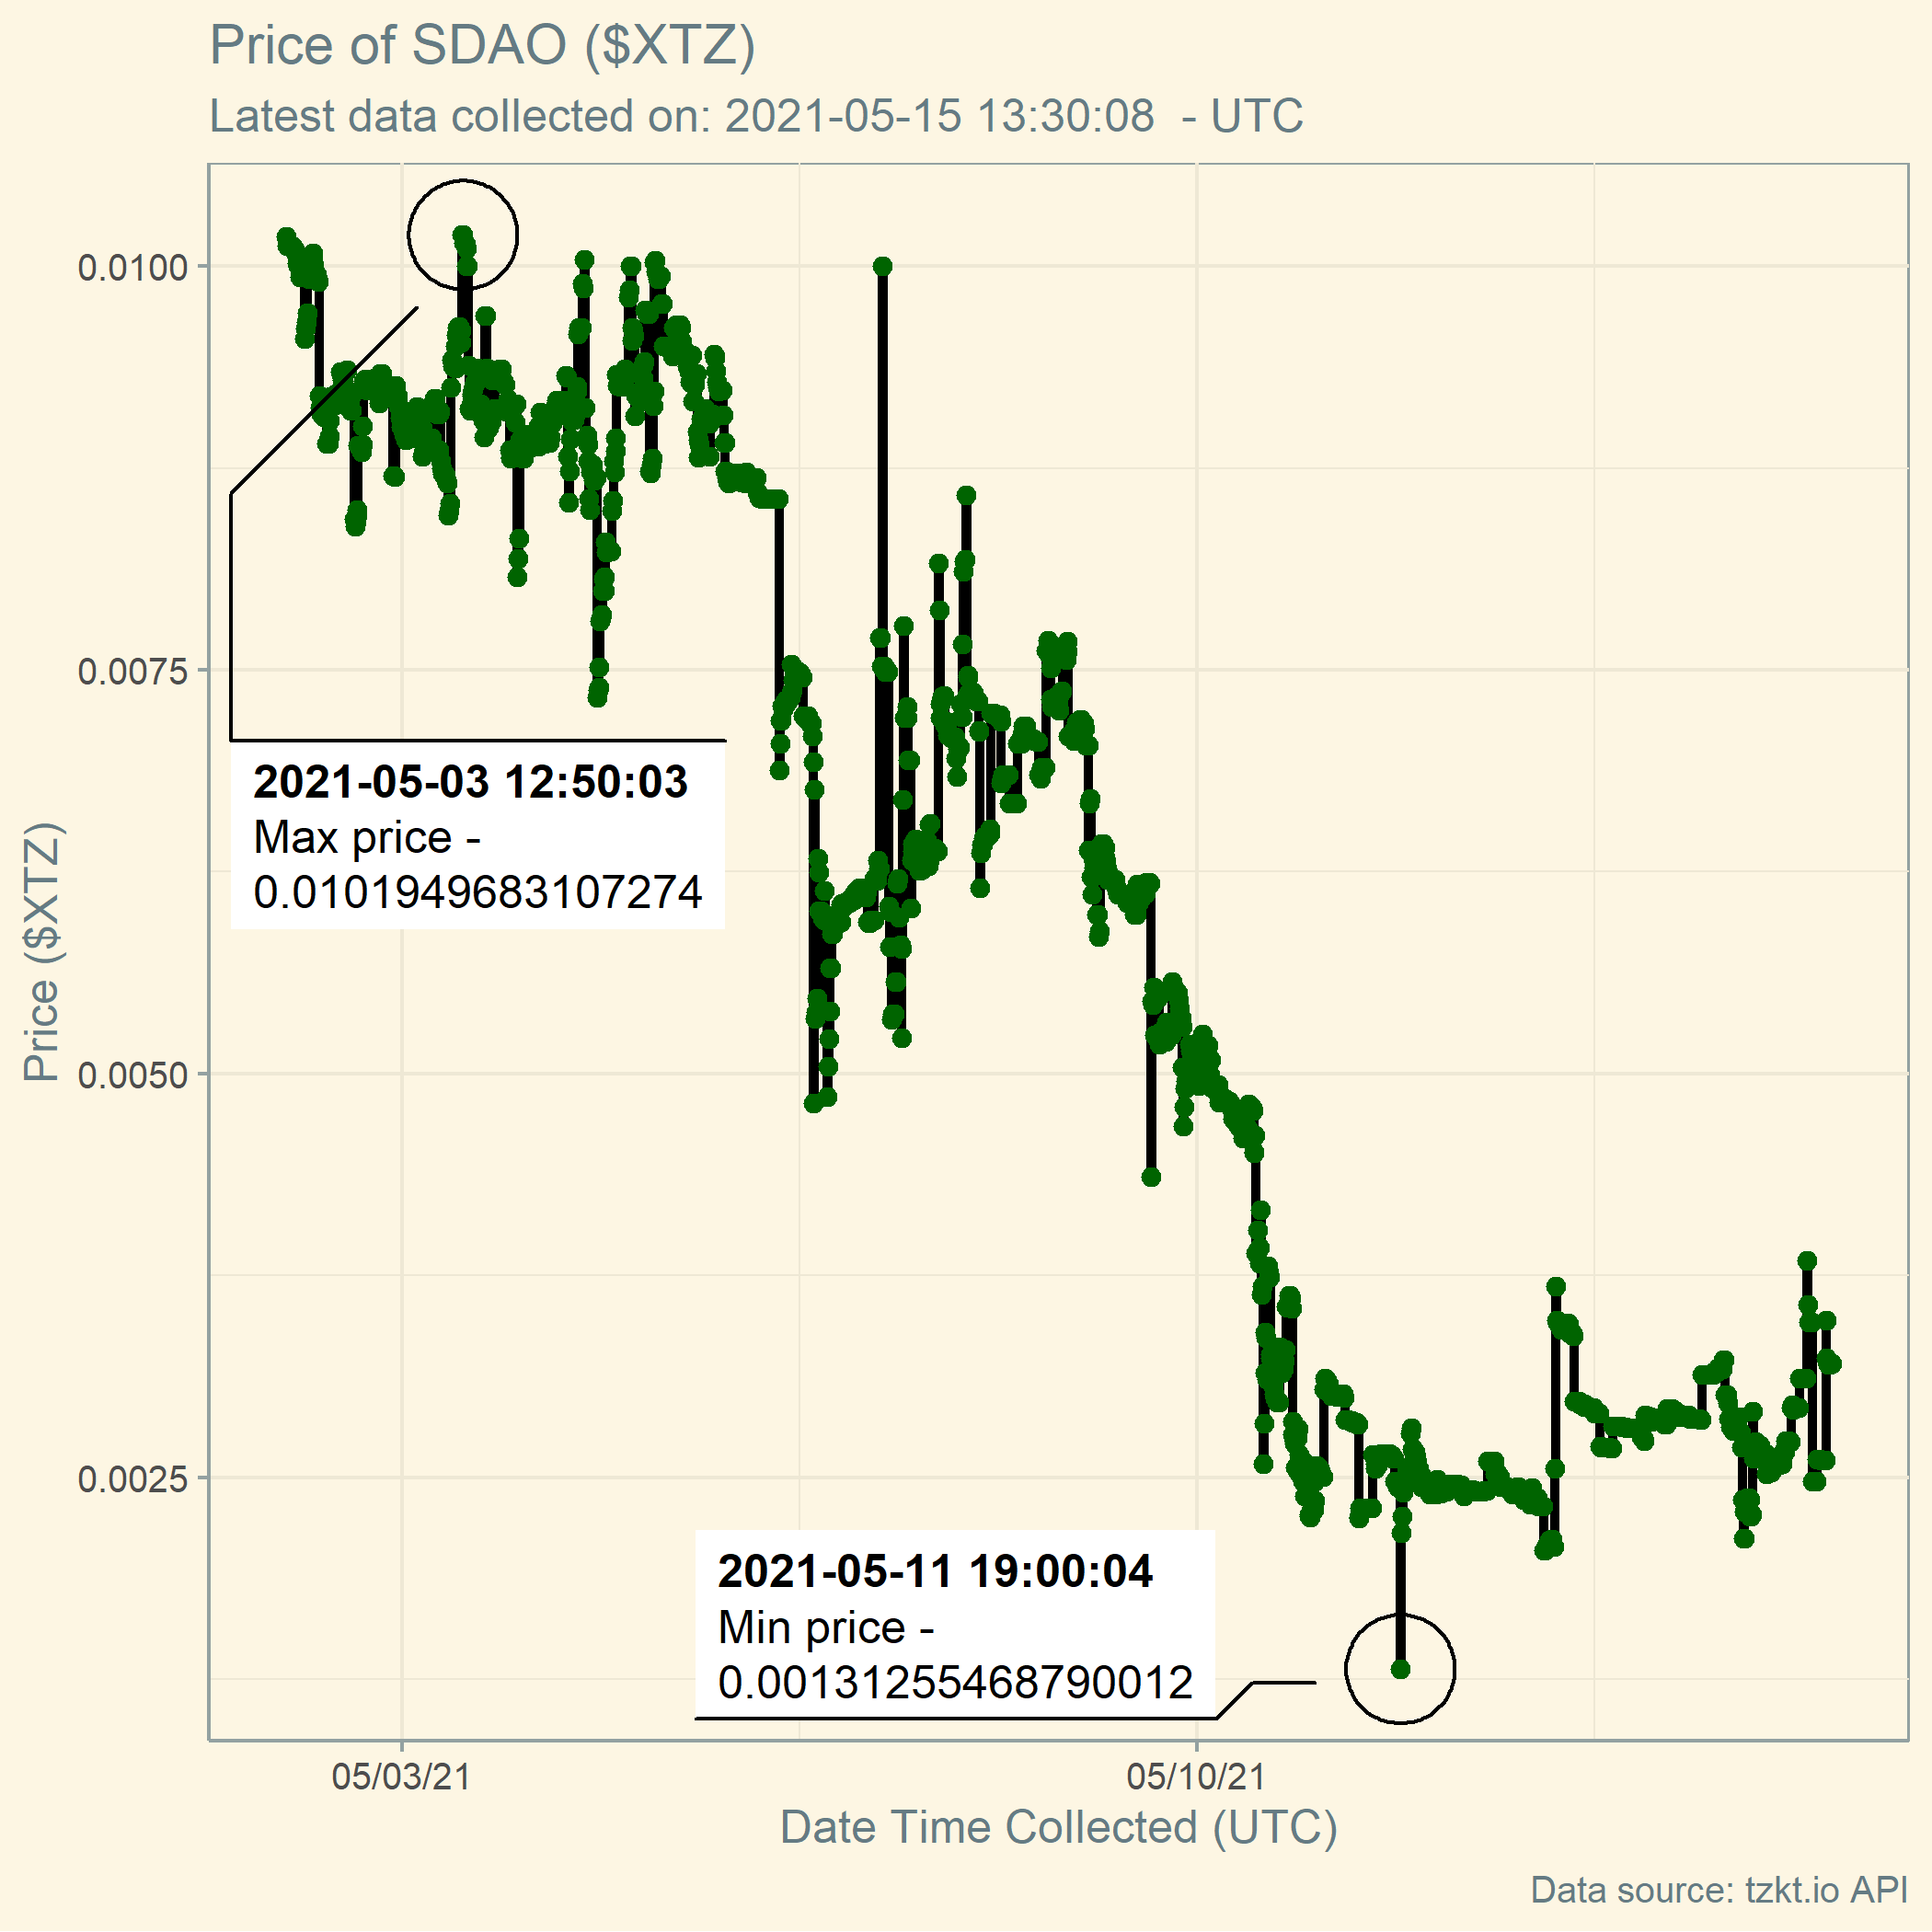 Price of SDAO ($XTZ)
Latest data collected on: 2021-05-15 13:30:08  - UTC
Price ($XTZ)
0.0100
0.0075
0.0050
0.0025
2021-05-03 12:50:03
Max price -
0.0101949683107274
2021-05-11 19:00:04
Min price -
0.00131255468790012
05/03/21
05/10/21
Date Time Collected (UTC)
Data source: tzkt.io API